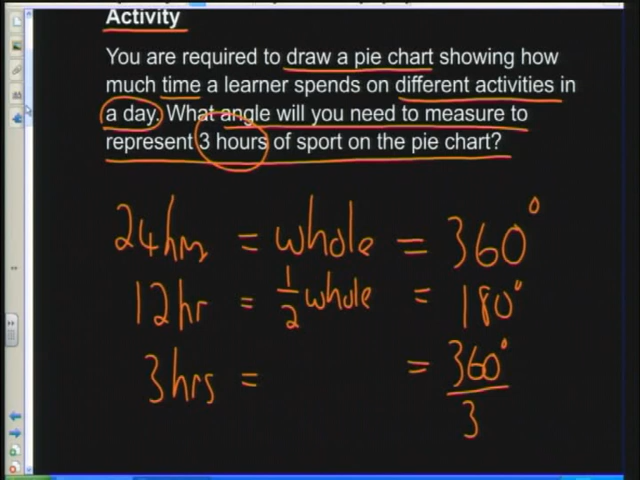 Activity
You are required to draw a pie chart showing how
much time a learner spends on different activities in
a day. What angle will you need to measure to
represent 3 hours of sport on the pie chart?
24hrs = whole = 360°
12hr = 1/2 whole = 180°
3hrs = = 360°/3